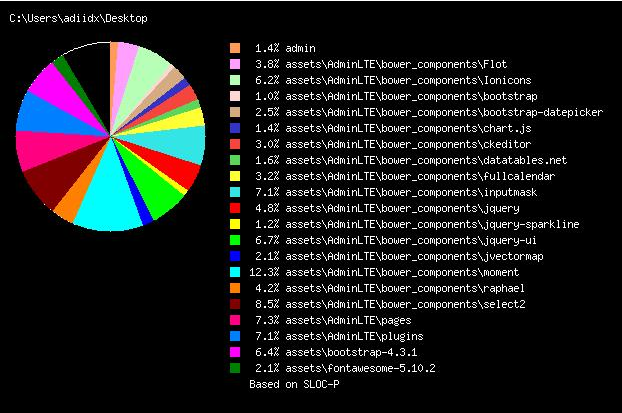 C:\Users\adiidx\Desktop
1.4% admin
3.8% assets\AdminLTE\bower_components\Flot
6.2% assets\AdminLTE\bower_components\Ionicons
1.0% assets\AdminLTE\bower_components\bootstrap
2.5% assets\AdminLTE\bower_components\bootstrap-datepicker
1.4% assets\AdminLTE\bower_components\chart.js
3.0% assets\AdminLTE\bower_components\ckeditor
1.6% assets\AdminLTE\bower_components\datatables.net
3.2% assets\AdminLTE\bower_components\fullcalendar
7.1% assets\AdminLTE\bower_components\inputmask
4.8% assets\AdminLTE\bower_components\jquery
1.2% assets\AdminLTE\bower_components\jquery-sparkline
6.7% assets\AdminLTE\bower_components\jquery-ui
2.1% assets\AdminLTE\bower_components\jvectormap
12.3% assets\AdminLTE\bower_components\moment
4.2% assets\AdminLTE\bower_components\raphael
8.5% assets\AdminLTE\bower_components\select2
7.3% assets\AdminLTE\pages
7.1% assets\AdminLTE\plugins
6.4% assets\bootstrap-4.3.1
2.1% assets\fontawesome-5.10.2
Based on SLOC-P